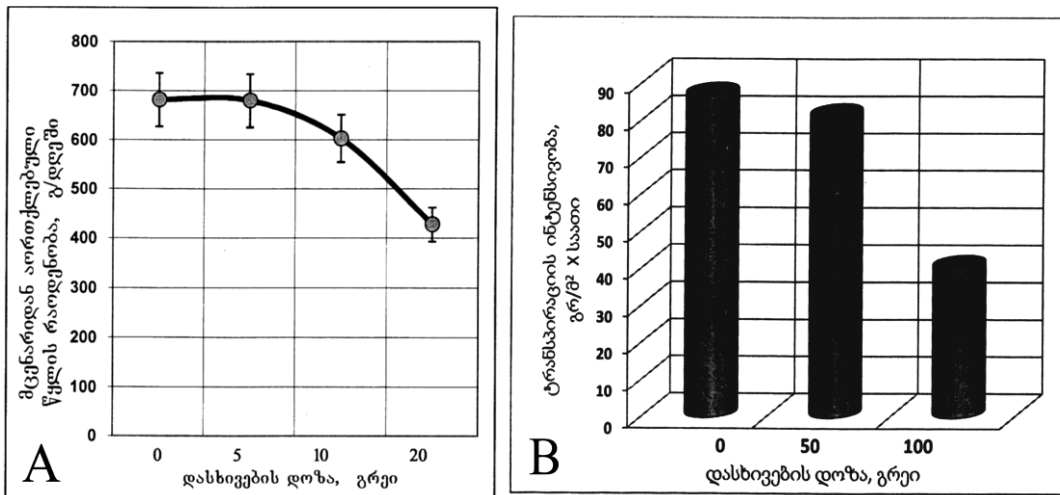 800
700
600
500
400
300
200
100
0
მცენარიდან აორთქლებული
წყლის რაოდენობა, გ/დღეში
0 5 10 20
დასხივების დოზა, გრეი
A
90
80
70
60
50
40
30
20
10
0
ტრანსპირაციის ინტენსივობა,
გრ/მ² X საათი
0 50 100
დასხივების დოზა, გრეი
B